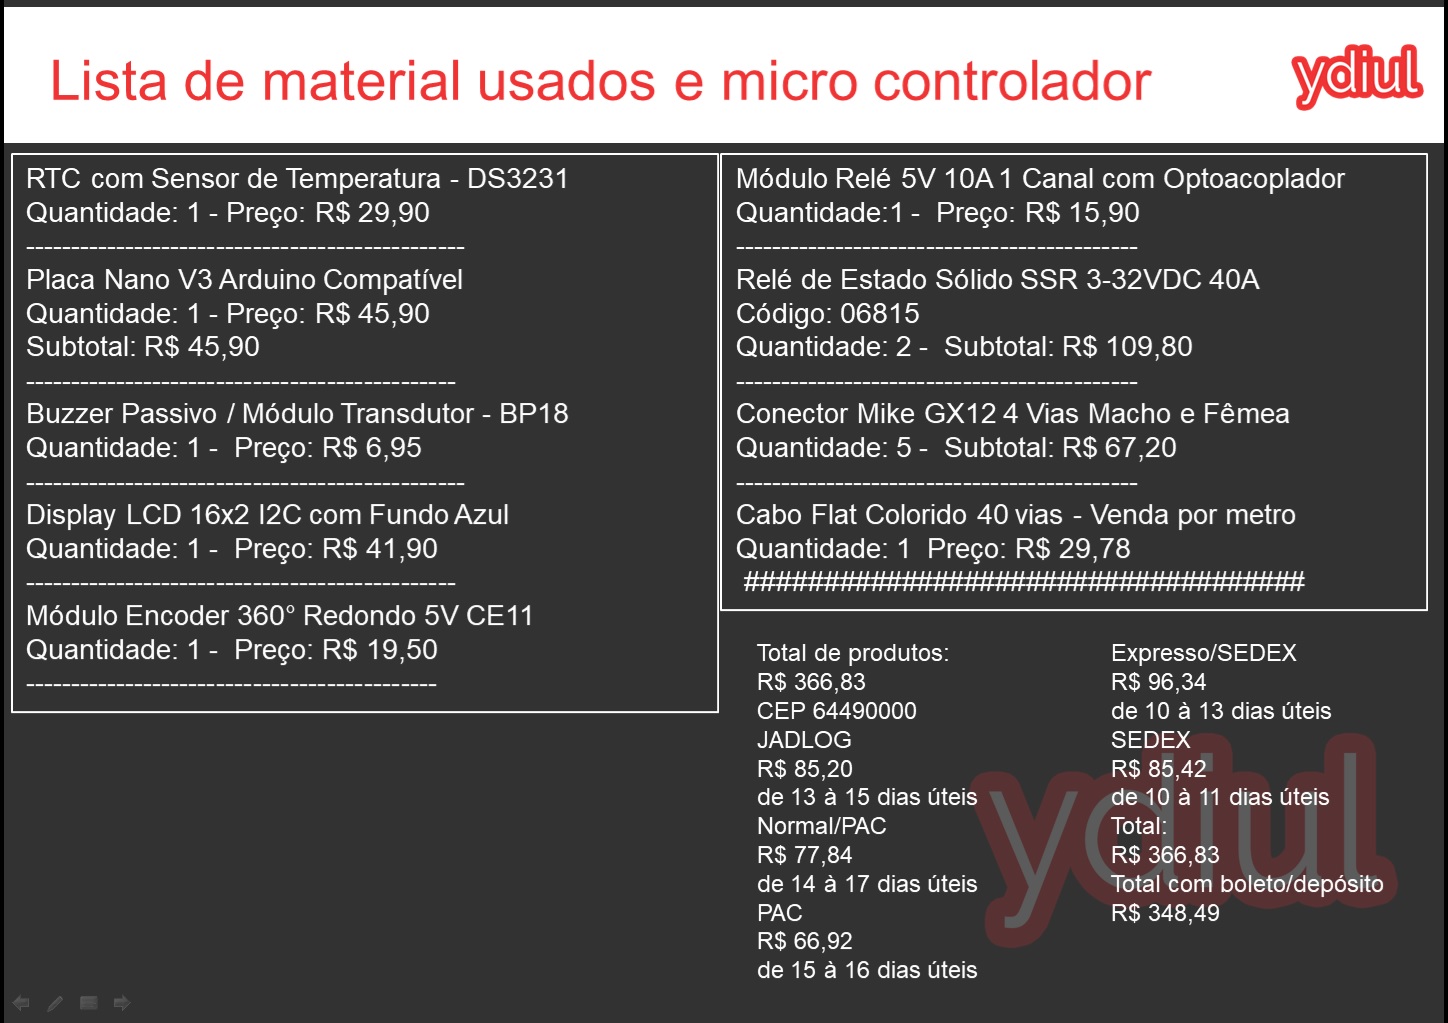 Lista de material usados e micro controlador
ydiul
RTC com Sensor de Temperatura - DS3231
Quantidade: 1 - Preço: R$ 29,90
-------------------------------------------------
Placa Nano V3 Arduino Compatível
Quantidade: 1 - Preço: R$ 45,90
Subtotal: R$ 45,90
------------------------------------------------
Buzzer Passivo / Módulo Transdutor - BP18
Quantidade: 1 -  Preço: R$ 6,95
-------------------------------------------------
Display LCD 16x2 I2C com Fundo Azul
Quantidade: 1 -  Preço: R$ 41,90
------------------------------------------------
Módulo Encoder 360° Redondo 5V CE11
Quantidade: 1 -  Preço: R$ 19,50
----------------------------------------------
Módulo Relé 5V 10A 1 Canal com Optoacoplador
Quantidade:1 -  Preço: R$ 15,90
---------------------------------------------
Relé de Estado Sólido SSR 3-32VDC 40A
Código: 06815
Quantidade: 2 -  Subtotal: R$ 109,80
---------------------------------------------
Conector Mike GX12 4 Vias Macho e Fêmea
Quantidade: 5 -  Subtotal: R$ 67,20
---------------------------------------------
Cabo Flat Colorido 40 vias - Venda por metro
Quantidade: 1  Preço: R$ 29,78
####################################
Total de produtos:
R$ 366,83
CEP 64490000
JADLOG
R$ 85,20
de 13 à 15 dias úteis
Normal/PAC
R$ 77,84
de 14 à 17 dias úteis
PAC
R$ 66,92
de 15 à 16 dias úteis
Expresso/SEDEX
R$ 96,34
de 10 à 13 dias úteis
SEDEX
R$ 85,42
de 10 à 11 dias úteis
Total:
R$ 366,83
Total com boleto/depósito
R$ 348,49
ydiul